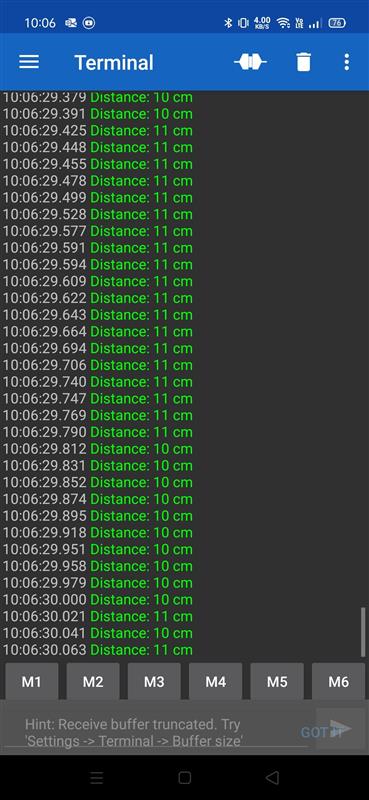 10:06 4.00 KB/S Vo LTE 76
Terminal
10:06:29.379 Distance: 10 cm
10:06:29.391 Distance: 10 cm
10:06:29.425 Distance: 11 cm
10:06:29.448 Distance: 11 cm
10:06:29.455 Distance: 11 cm
10:06:29.478 Distance: 11 cm
10:06:29.499 Distance: 11 cm
10:06:29.528 Distance: 11 cm
10:06:29.577 Distance: 11 cm
10:06:29.591 Distance: 11 cm
10:06:29.594 Distance: 11 cm
10:06:29.609 Distance: 11 cm
10:06:29.622 Distance: 11 cm
10:06:29.643 Distance: 11 cm
10:06:29.664 Distance: 11 cm
10:06:29.694 Distance: 11 cm
10:06:29.706 Distance: 11 cm
10:06:29.740 Distance: 11 cm
10:06:29.747 Distance: 11 cm
10:06:29.769 Distance: 11 cm
10:06:29.790 Distance: 11 cm
10:06:29.812 Distance: 10 cm
10:06:29.831 Distance: 10 cm
10:06:29.852 Distance: 10 cm
10:06:29.874 Distance: 10 cm
10:06:29.895 Distance: 10 cm
10:06:29.918 Distance: 10 cm
10:06:29.951 Distance: 10 cm
10:06:29.958 Distance: 10 cm
10:06:29.979 Distance: 10 cm
10:06:30.000 Distance: 10 cm
10:06:30.021 Distance: 11 cm
10:06:30.041 Distance: 10 cm
10:06:30.063 Distance: 11 cm
M1 M2 M3 M4 M5 M6
Hint: Receive buffer truncated. Try
'Settings -> Terminal -> Buffer size'
GOT IT